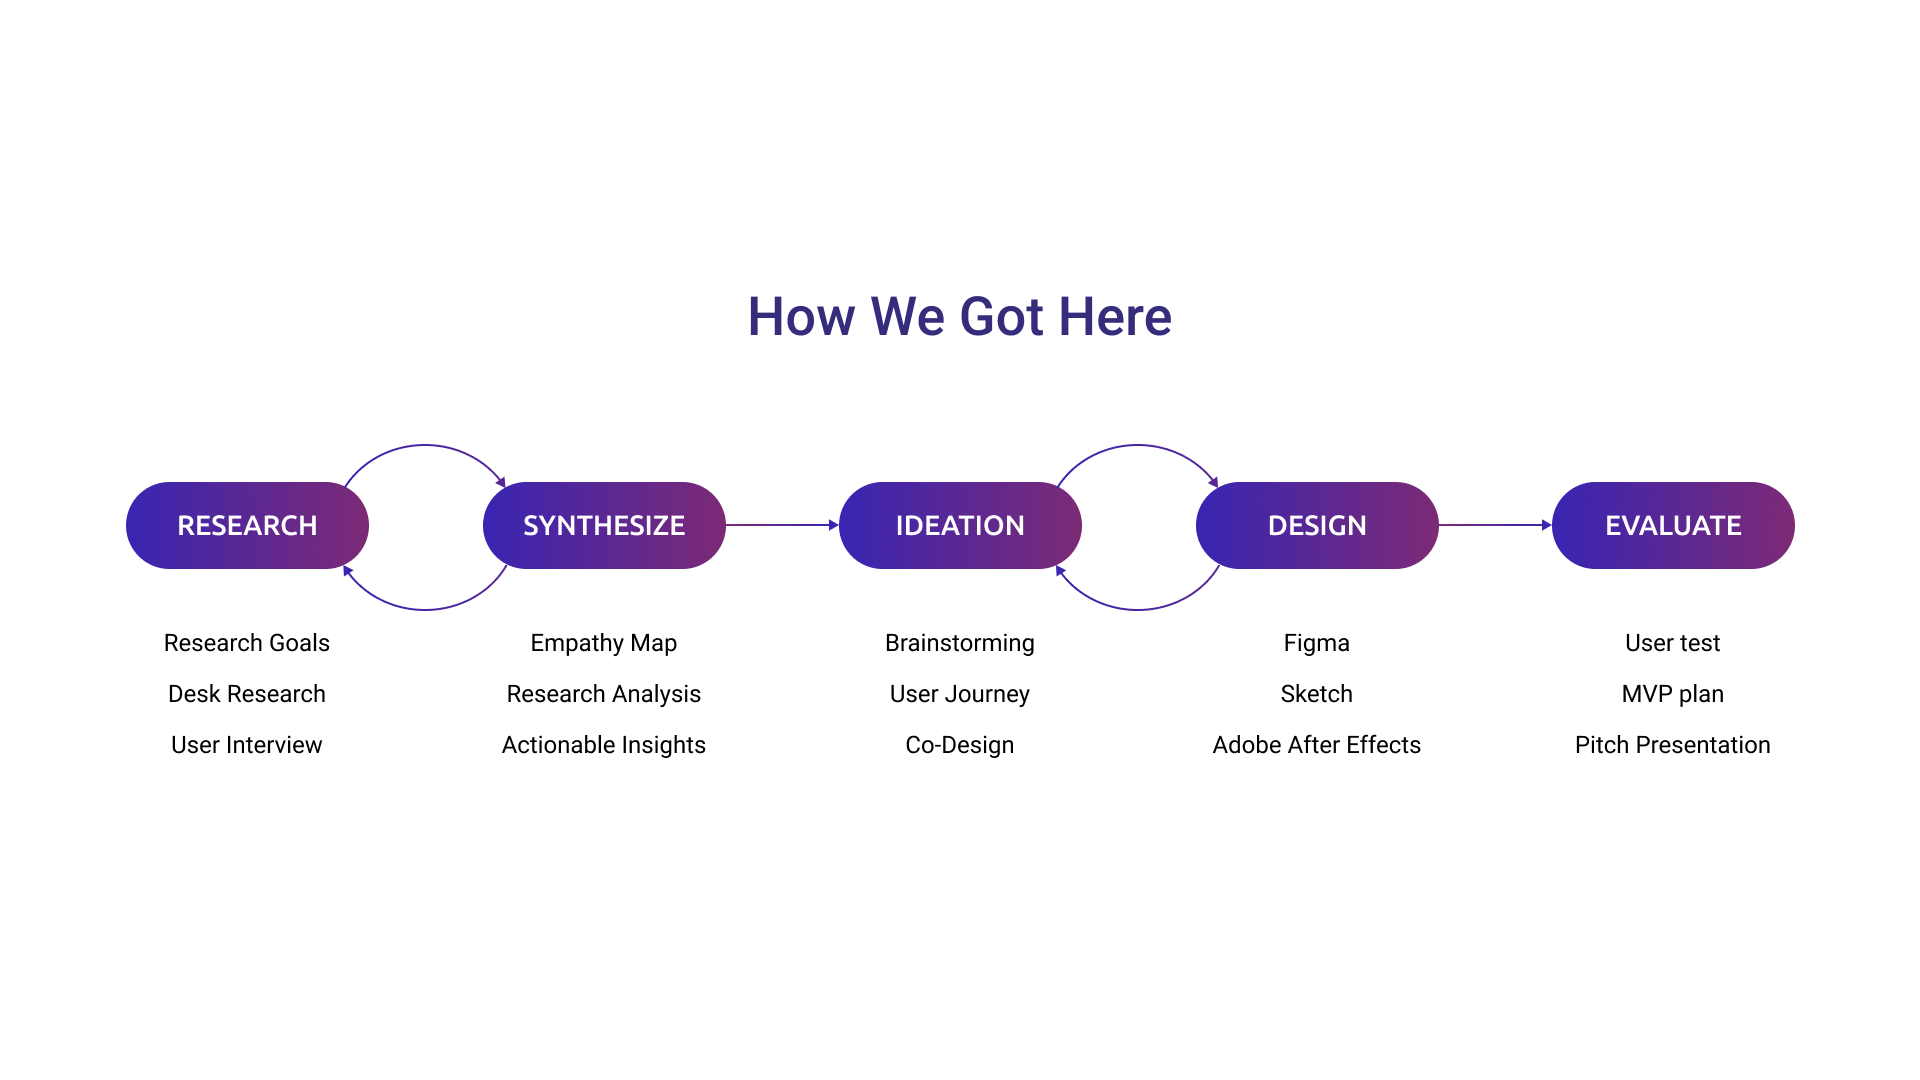 How We Got Here
RESEARCH
SYNTHESIZE
IDEATION
DESIGN
EVALUATE
Research Goals
Desk Research
User Interview
Empathy Map
Research Analysis
Actionable Insights
Brainstorming
User Journey
Co-Design
Figma
Sketch
Adobe After Effects
User test
MVP plan
Pitch Presentation